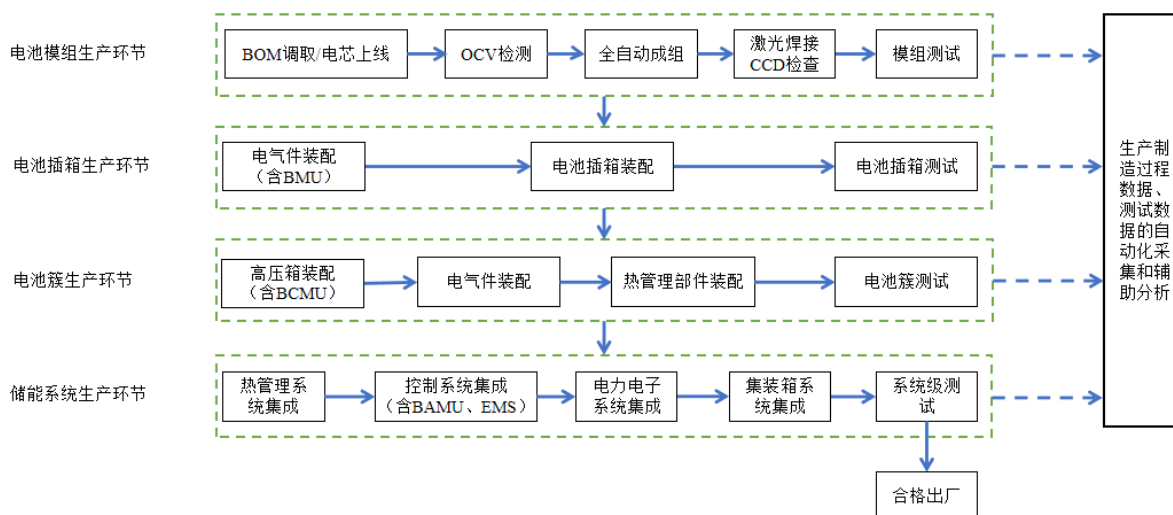 电池模组生产环节
BOM调取/电芯上线
OCV检测
全自动成组
激光焊接
CCD检查
模组测试
电池插箱生产环节
电气件装配
（含BMU）
电池插箱装配
电池插箱测试
电池簇生产环节
高压箱装配
（含BCMU）
电气件装配
热管理部件装配
电池簇测试
储能系统生产环节
热管理系
统集成
控制系统集成
（含BAMU、EMS）
电力电子
系统集成
集装箱系
统集成
系统级测
试
合格出厂
生产制
造过程
数据、
测试数
据的自
动化采
集和辅
助分析